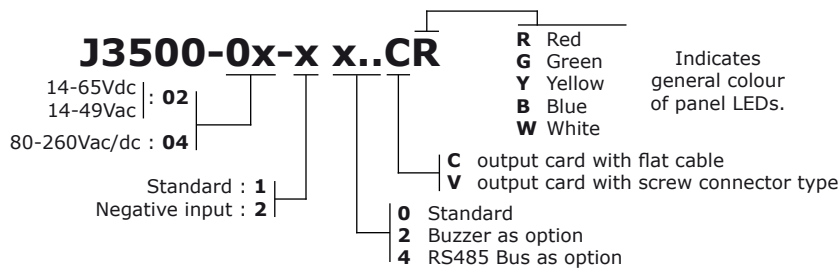 J3500-0x-x x..CR
14-65Vdc
14-49Vac
: 02
80-260Vac/dc : 04
Standard : 1
Negative input : 2
R Red
G Green
Y Yellow
B Blue
W White
Indicates
general colour
of panel LEDs.
C output card with flat cable
V output card with screw connector type
0 Standard
2 Buzzer as option
4 RS485 Bus as option